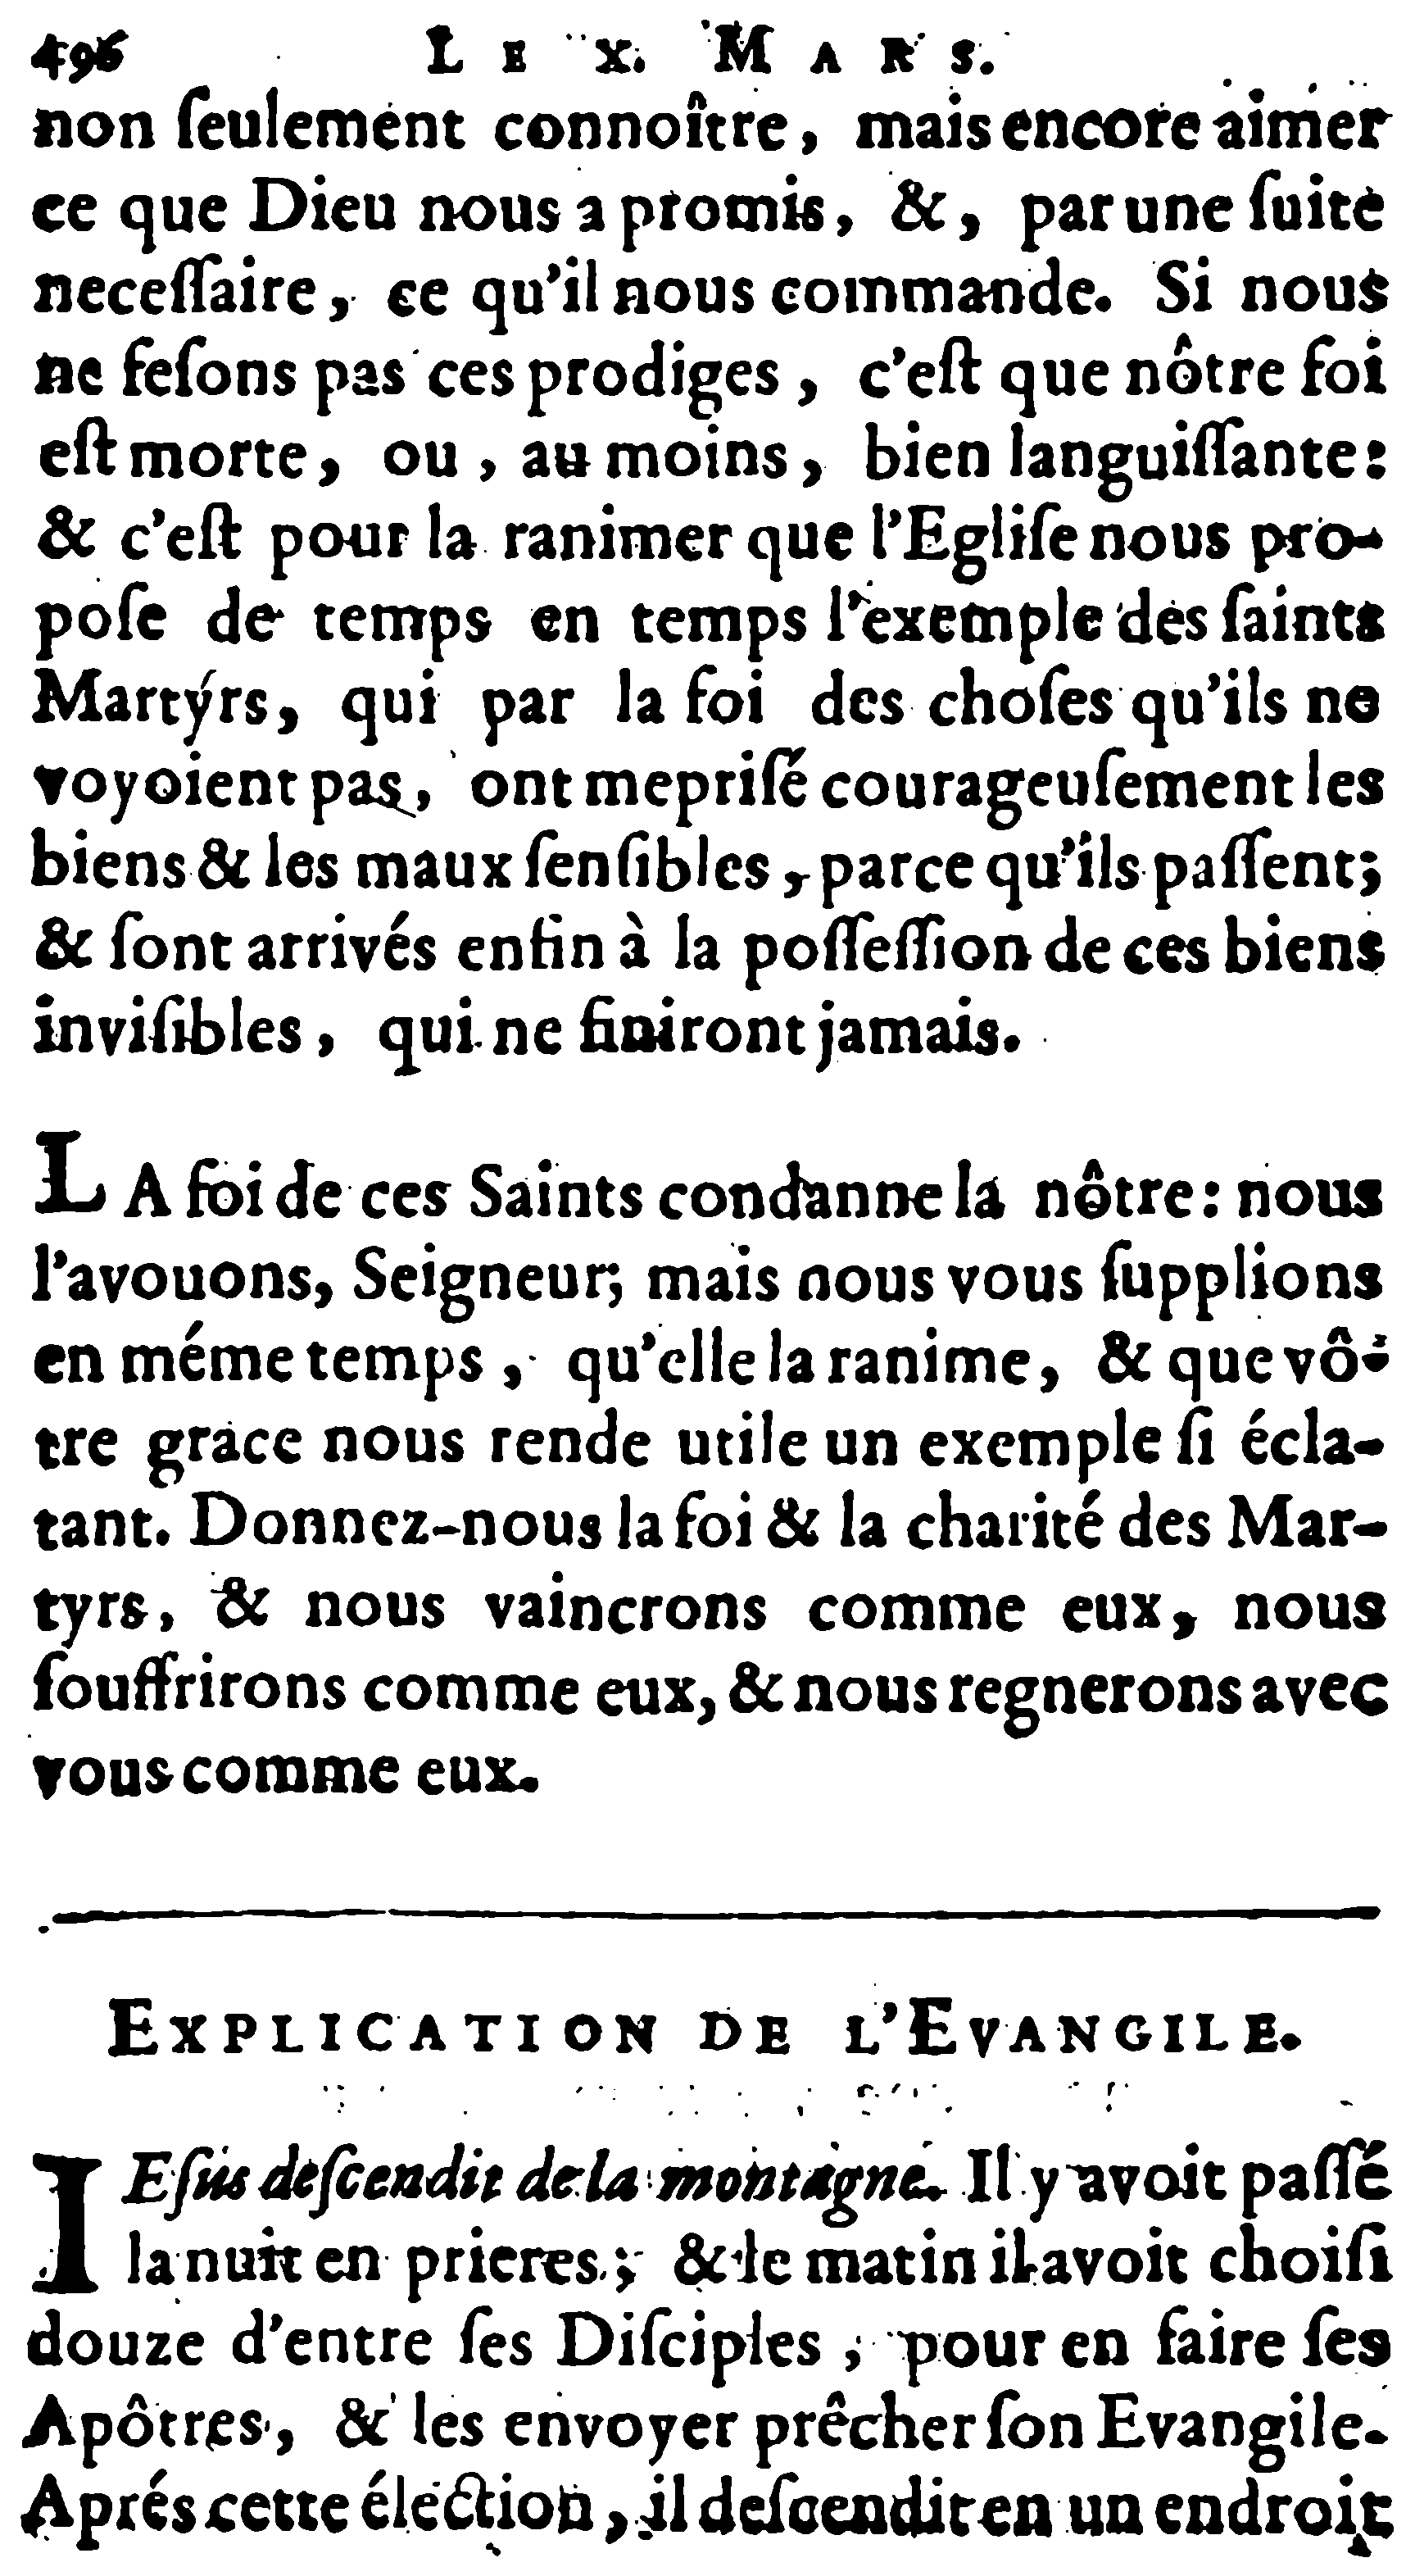 496 LE X. MARS.
non ſeulement connoître, mais encore aimer
ce que Dieu nous a promis, &, par une ſuite
neceſſaire, ce qu'il nous commande. Si nous
ne feſons pas ces prodiges, c'eſt que nôtre foi
eſt morte, ou, au moins, bien languiſſante:
& c'eſt pour la ranimer que l'Egliſe nous pro-
poſe de temps en temps l'exemple des ſaints
Martyrs, qui par la foi des choſes qu'ils ne
voyoient pas, ont mepriſé courageuſement les
biens & les maux ſenſibles, parce qu'ils paſſent;
& ſont arrivés enfin à la poſſeſſion de ces biens
inviſibles, qui ne finiront jamais.
LA foi de ces Saints condanne la nôtre: nous
l'avouons, Seigneur; mais nous vous ſupplions
en méme temps, qu'elle la ranime, & que vô-
tre grace nous rende utile un exemple ſi écla-
tant. Donnez-nous la foi & la charité des Mar-
tyrs, & nous vaincrons comme eux, nous
ſouffrirons comme eux, & nous regnerons avec
vous comme eux.
EXPLICATION DE L'EVANGILE.
IEſus deſcendit de la montagne. Il y avoit paſſé
la nuit en prieres; & le matin il avoit choiſi
douze d'entre ſes Diſciples, pour en faire ſes
Apôtres, & les envoyer prêcher ſon Evangile.
Aprés cette élection, il deſcendit en un endroit